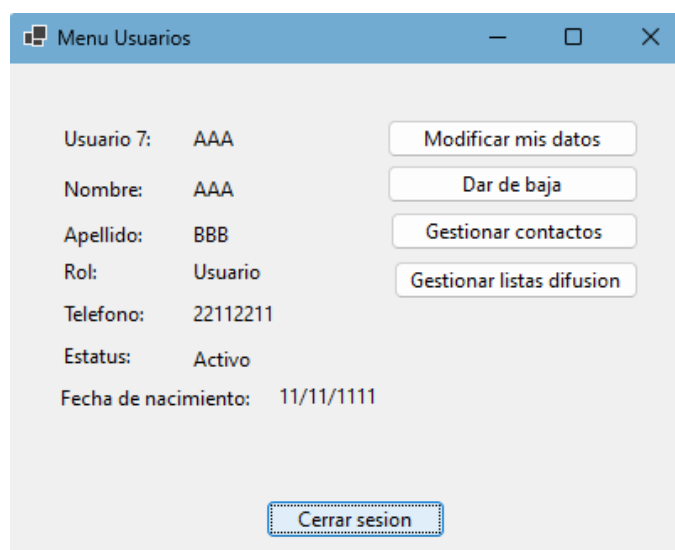 Menu Usuarios
Usuario 7: AAA Modificar mis datos
Nombre: AAA Dar de baja
Apellido: BBB Gestionar contactos
Rol: Usuario Gestionar listas difusion
Telefono: 22112211
Estatus: Activo
Fecha de nacimiento: 11/11/1111
Cerrar sesion